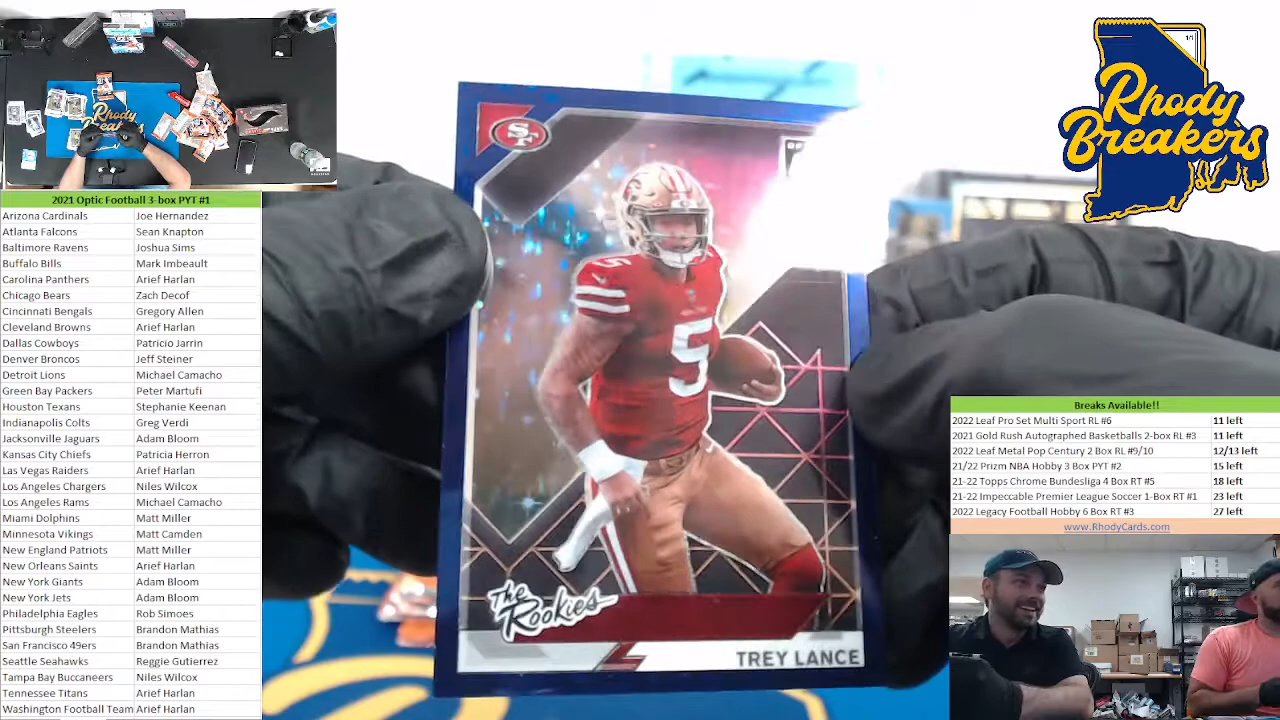 Rhody
Breakers
2021 Optic Football 3-box PYT #1
Arizona Cardinals Joe Hernandez
Atlanta Falcons Sean Knapton
Baltimore Ravens Joshua Sims
Buffalo Bills Mark Imbeault
Carolina Panthers Arief Harlan
Chicago Bears Zach Decof
Cincinnati Bengals Gregory Allen
Cleveland Browns Arief Harlan
Dallas Cowboys Patricio Jarrin
Denver Broncos Jeff Steiner
Detroit Lions Michael Camacho
Green Bay Packers Peter Martufi
Houston Texans Stephanie Keenan
Indianapolis Colts Greg Verdi
Jacksonville Jaguars Adam Bloom
Kansas City Chiefs Patricia Herron
Las Vegas Raiders Arief Harlan
Los Angeles Chargers Niles Wilcox
Los Angeles Rams Michael Camacho
Miami Dolphins Matt Miller
Minnesota Vikings Matt Camden
New England Patriots Matt Miller
New Orleans Saints Arief Harlan
New York Giants Adam Bloom
New York Jets Adam Bloom
Philadelphia Eagles Rob Simoes
Pittsburgh Steelers Brandon Mathias
San Francisco 49ers Brandon Mathias
Seattle Seahawks Reggie Gutierrez
Tampa Bay Buccaneers Niles Wilcox
Tennessee Titans Arief Harlan
Washington Football Team Arief Harlan
SF
5
5
The
Rookies
TREY LANCE
1/1
Rhody
Breakers
Breaks Available!!
2022 Leaf Pro Set Multi Sport RL #6 11 left
2021 Gold Rush Autographed Basketballs 2-box RL #3 11 left
2022 Leaf Metal Pop Century 2 Box RL #9/10 12/13 left
21/22 Prizm NBA Hobby 3 Box PYT #2 15 left
21-22 Topps Chrome Bundesliga 4 Box RT #5 18 left
21-22 Impeccable Premier League Soccer 1-Box RT #1 23 left
2022 Legacy Football Hobby 6 Box RT #3 27 left
www.RhodyCards.com